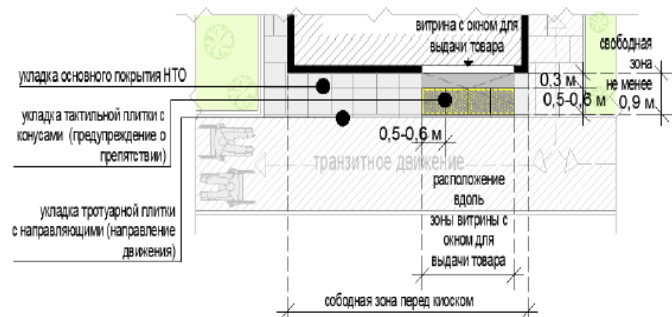 витрина с окном для
выдачи товара
свободная
зона
не менее
0,9 м
0,3 м
0,5-0,6 м
укладка основного покрытия НТО
укладка тактильной плитки с
конусами (предупреждение о
препятствии)
0,5-0,6 м
транзитное движение
укладка тротуарной плитки
с направляющими (направление
движения)
расположение
вдоль
зоны витрины с
окном для
выдачи товара
сободная зона перед киоском